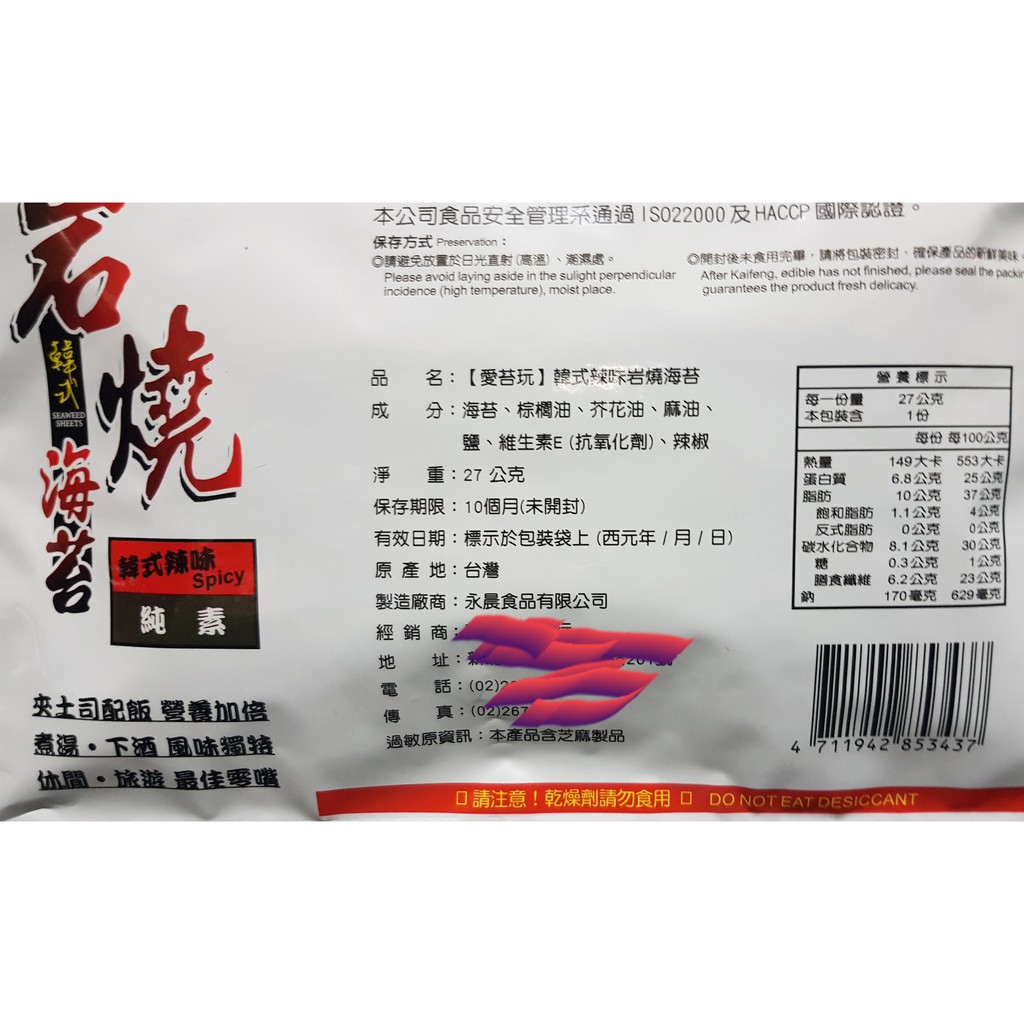 岩燒
韓式
SEAWEED
SHEETS
海苔
韓式辣味
Spicy
純素
夾土司配飯 營養加倍
煮湯·下酒 風味獨特
休閒·旅遊 最佳零嘴
本公司食品安全管理系通過ISO22000及HACCP國際認證。
保存方式 Preservation：
◎請避免放置於日光直射(高溫)、潮濕處。
Please avoid laying aside in the sulight perpendicular
incidence (high temperature), moist place.
◎開封後未食用完畢，請將包裝密封，確保產品的新鮮美味。
After Kaifeng, edible has not finished, please seal the
guarantees the product fresh delicacy.
品名：【愛苔玩】韓式辣味岩燒海苔
成分：海苔、棕櫚油、芥花油、麻油、
鹽、維生素E (抗氧化劑)、辣椒
淨重：27 公克
保存期限：10個月(未開封)
有效日期：標示於包裝袋上 (西元年/月/日)
原產地：台灣
製造廠商：永晨食品有限公司
經銷商：
地址：
電話：(02)
傳真：(02)267
過敏原資訊：本產品含芝麻製品
營養標示
每一份量 27公克
本包裝含 1份
每份 每100公克
熱量 149大卡 553大卡
蛋白質 6.8公克 25公克
脂肪 10公克 37公克
飽和脂肪 1.1公克 4公克
反式脂肪 0公克 0公克
碳水化合物 8.1公克 30公克
糖 0.3公克 1公克
膳食纖維 6.2公克 23公克
鈉 170毫克 629毫克
4 711942 853437
請注意！乾燥劑請勿食用 DO NOT EAT DESICCANT